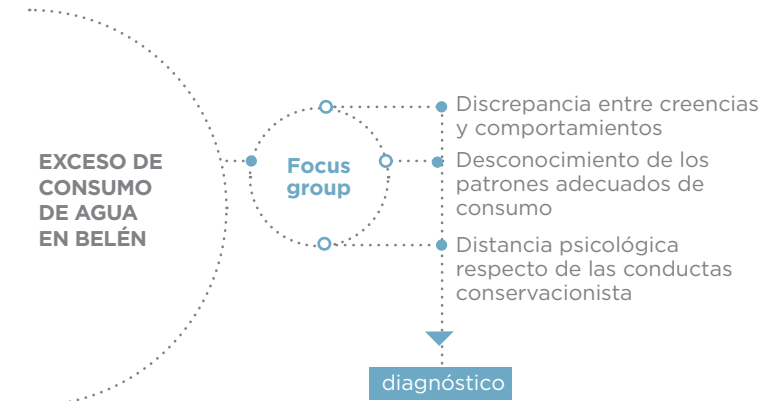 EXCESO DE
CONSUMO
DE AGUA
EN BELÉN
Focus
group
Discrepancia entre creencias
y comportamientos
Desconocimiento de los
patrones adecuados de
consumo
Distancia psicológica
respecto de las conductas
conservacionista
diagnóstico